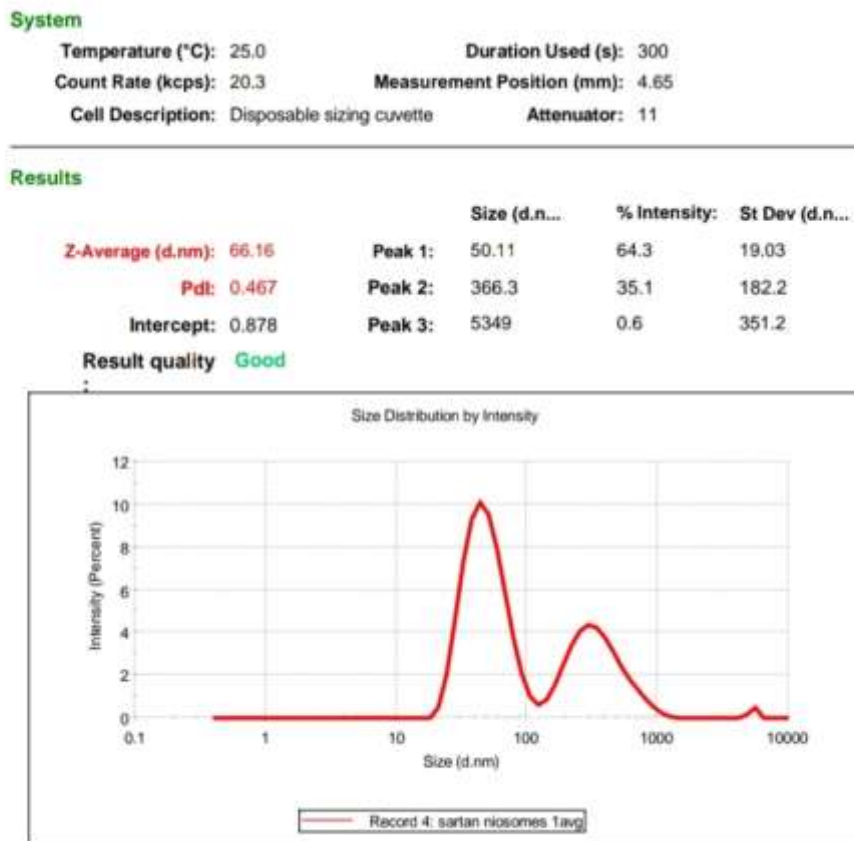 System
Temperature (°C): 25.0 Duration Used (s): 300
Count Rate (kcps): 20.3 Measurement Position (mm): 4.65
Cell Description: Disposable sizing cuvette Attenuator: 11
Results
Size (d.n... % Intensity: St Dev (d.n...
Z-Average (d.nm): 66.16 Peak 1: 50.11 64.3 19.03
PdI: 0.467 Peak 2: 366.3 35.1 182.2
Intercept: 0.878 Peak 3: 5349 0.6 351.2
Result quality Good
:
Size Distribution by Intensity
12
10
8
6
4
2
0
Intensity (Percent)
0.1 1 10 100 1000 10000
Size (d.nm)
Record 4: sartan niosomes 1avg